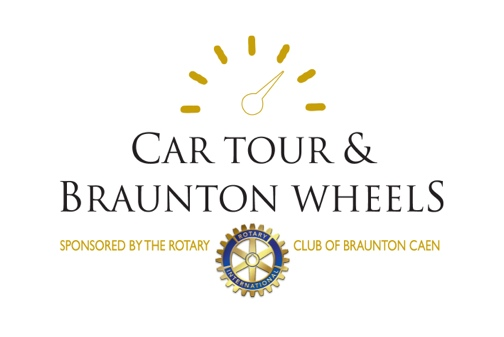 CAR TOUR &
BRAUNTON WHEELS
SPONSORED BY THE ROTARY CLUB OF BRAUNTON CAEN
ROTARY
INTERNATIONAL